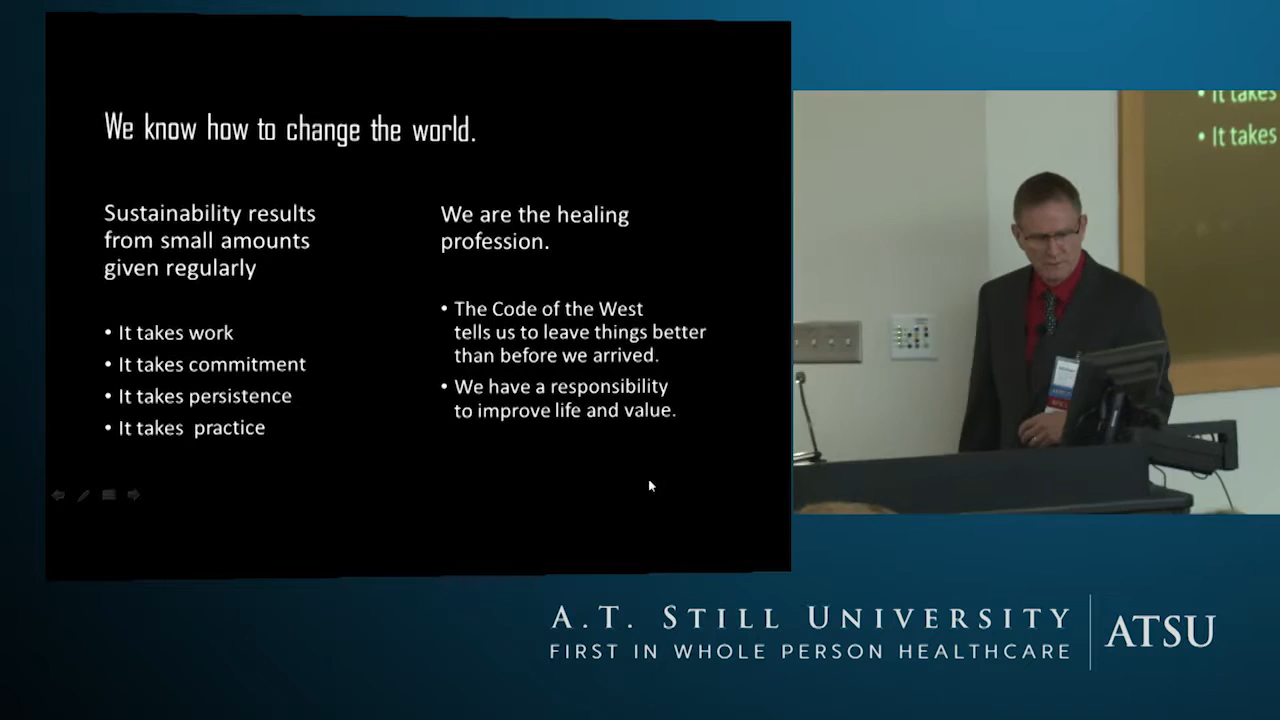 We know how to change the world.
Sustainability results
from small amounts
given regularly
• It takes work
• It takes commitment
• It takes persistence
• It takes practice
We are the healing
profession.
• The Code of the West
tells us to leave things better
than before we arrived.
• We have a responsibility
to improve life and value.
• It takes
• It takes
A.T. STILL UNIVERSITY
FIRST IN WHOLE PERSON HEALTHCARE
ATSU